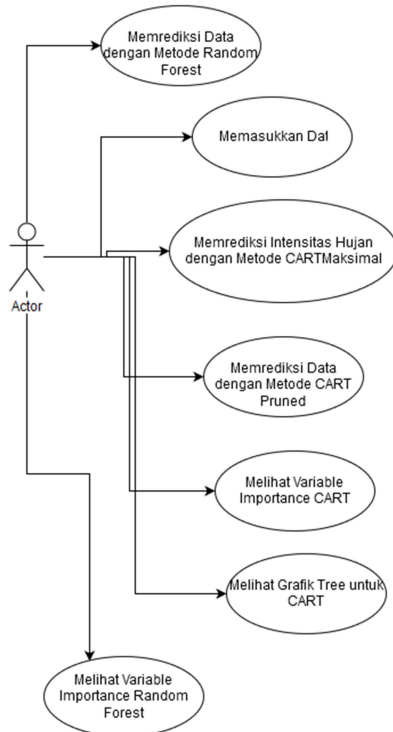 Memrediksi Data
dengan Metode Random
Forest
Memasukkan Dat
Memrediksi Intensitas Hujan
dengan Metode CARTMaksimal
Actor
Memrediksi Data
dengan Metode CART
Pruned
Melihat Variable
Importance CART
Melihat Grafik Tree untuk
CART
Melihat Variable
Importance Random
Forest